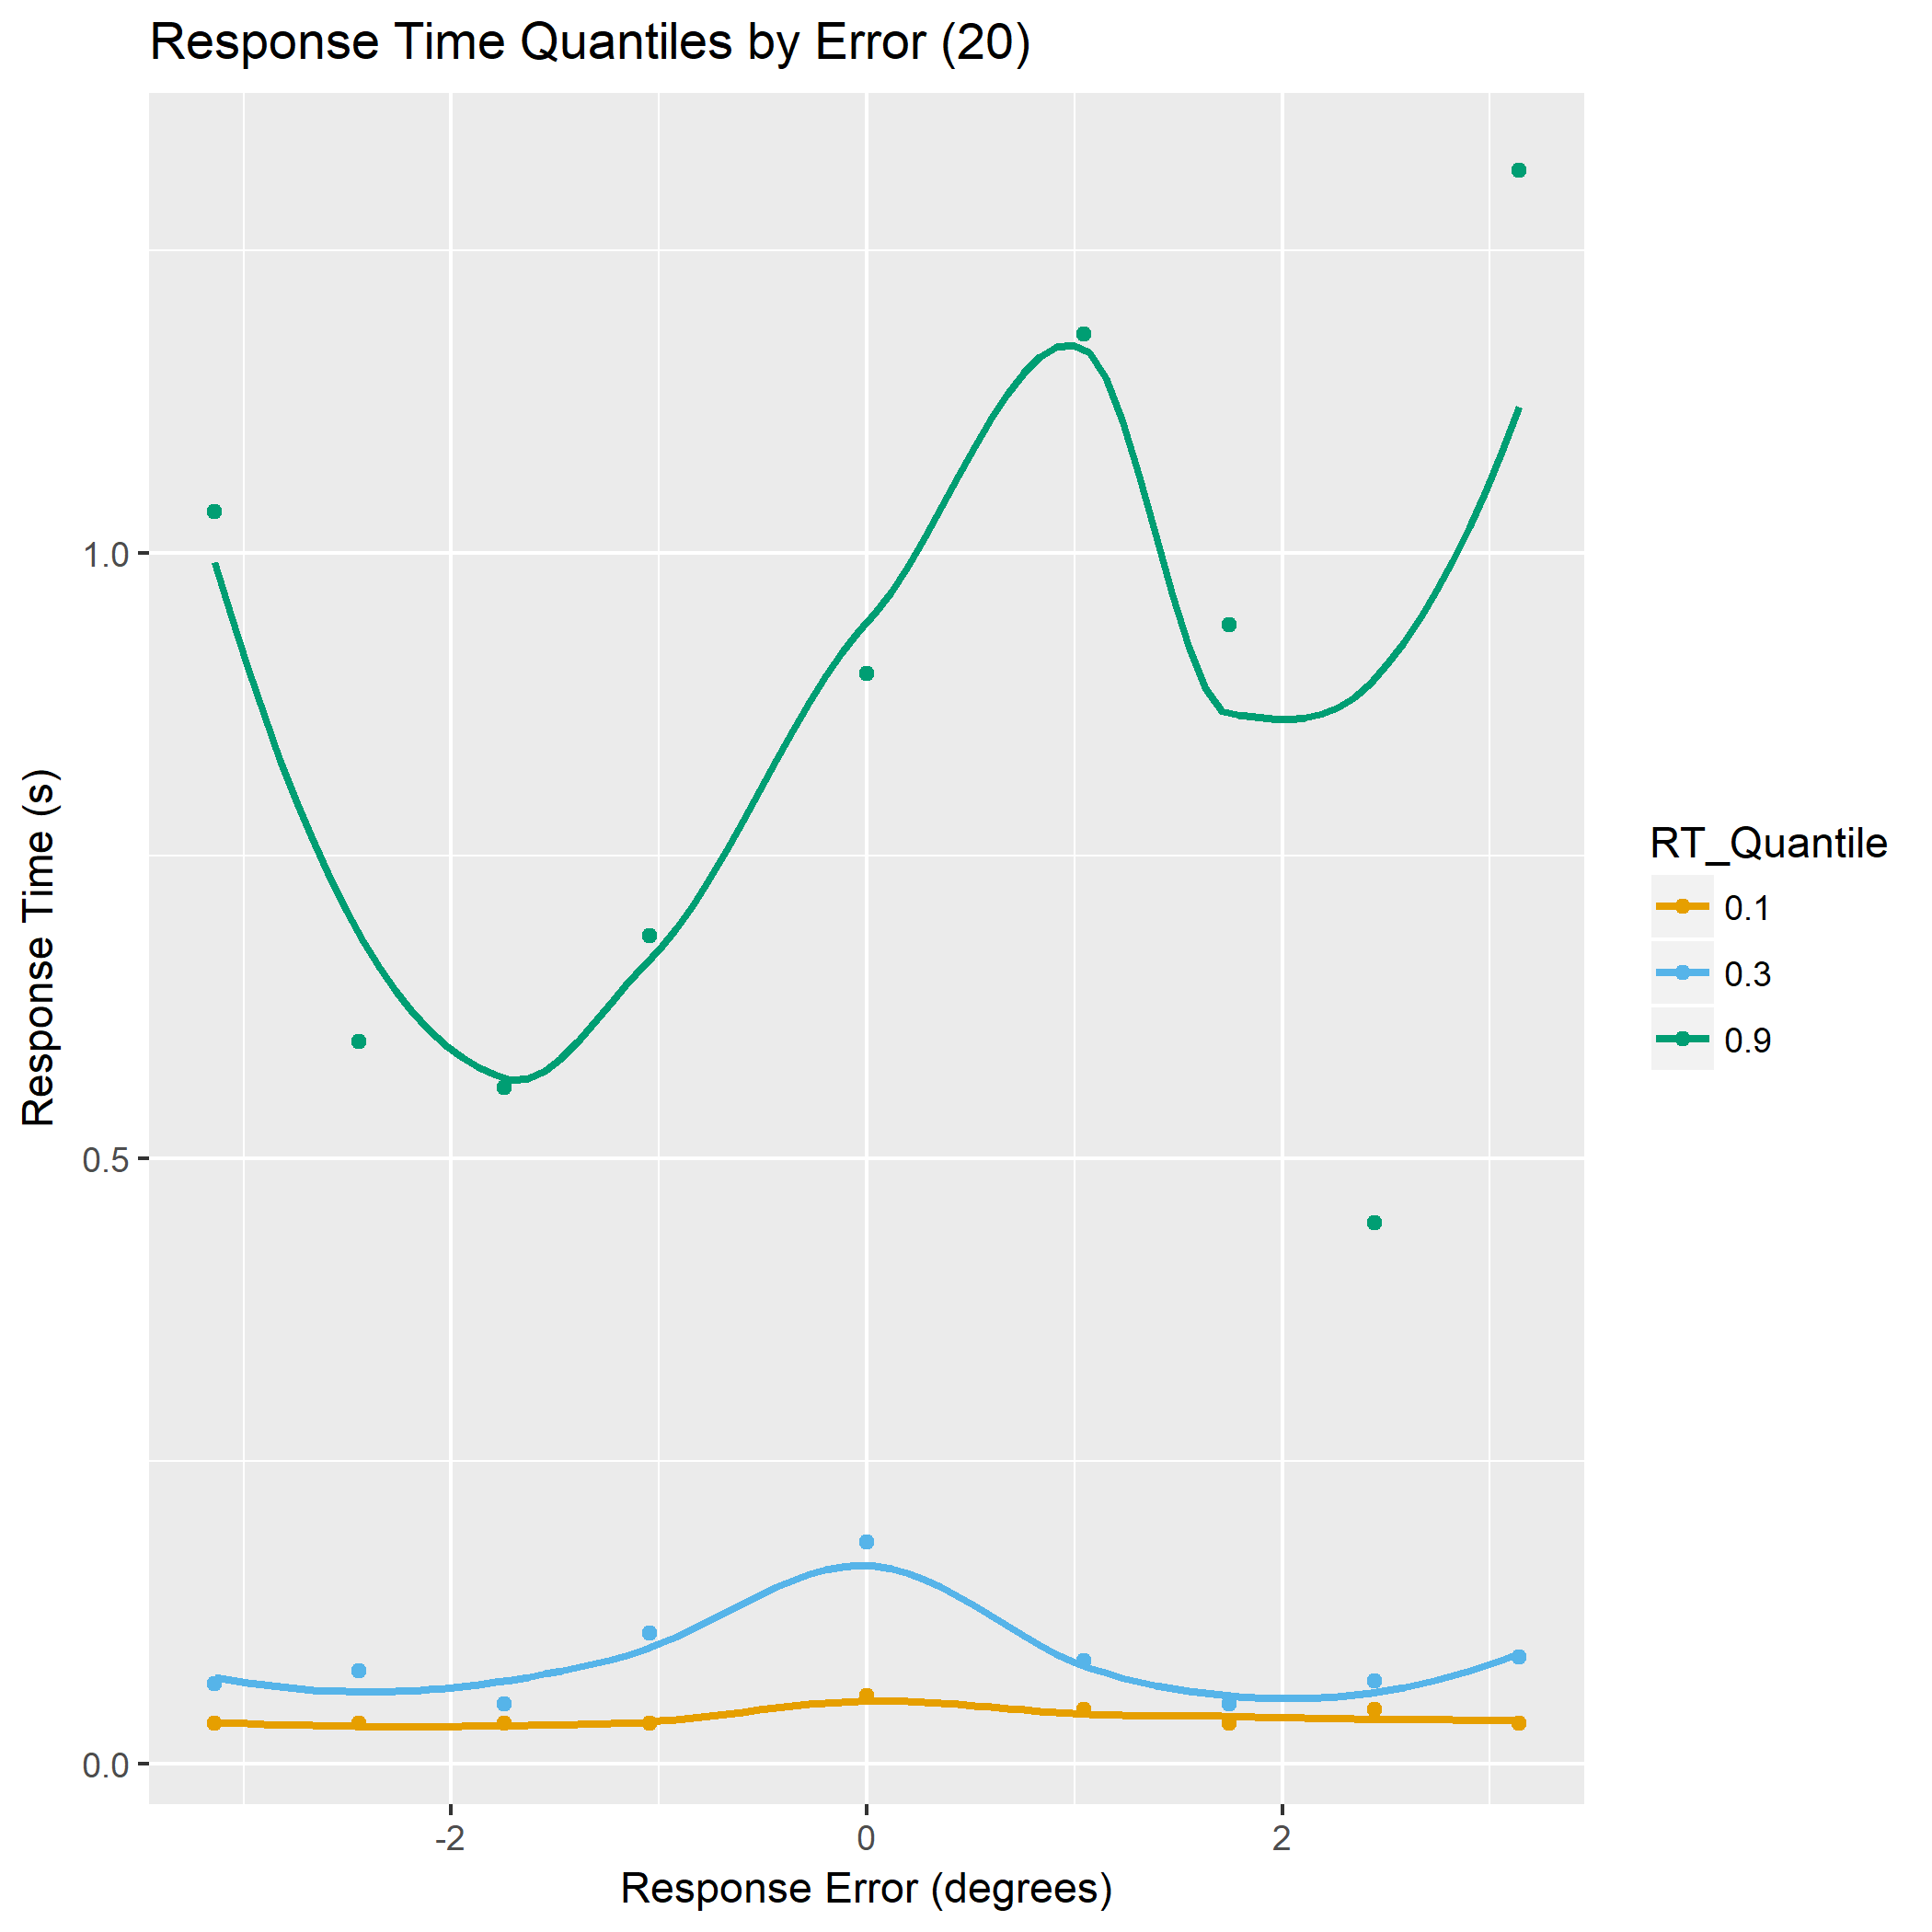 Response Time Quantiles by Error (20)
Response Time (s)
1.0
0.5
0.0
-2
0
2
Response Error (degrees)
RT_Quantile
0.1
0.3
0.9